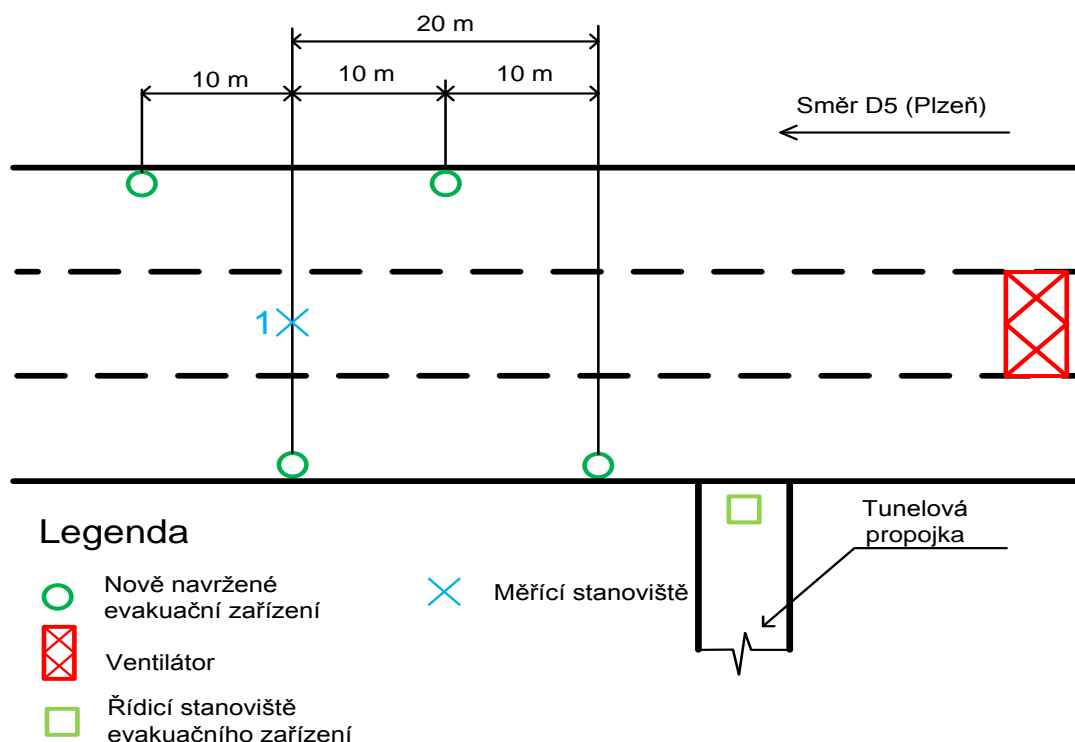 20 m
10 m
10 m
10 m
Směr D5 (Plzeň)
1
Tunelová
propojka
Legenda
Nově navržené
evakuační zařízení
Měřící stanoviště
Ventilátor
Řídicí stanoviště
evakuačního zařízení